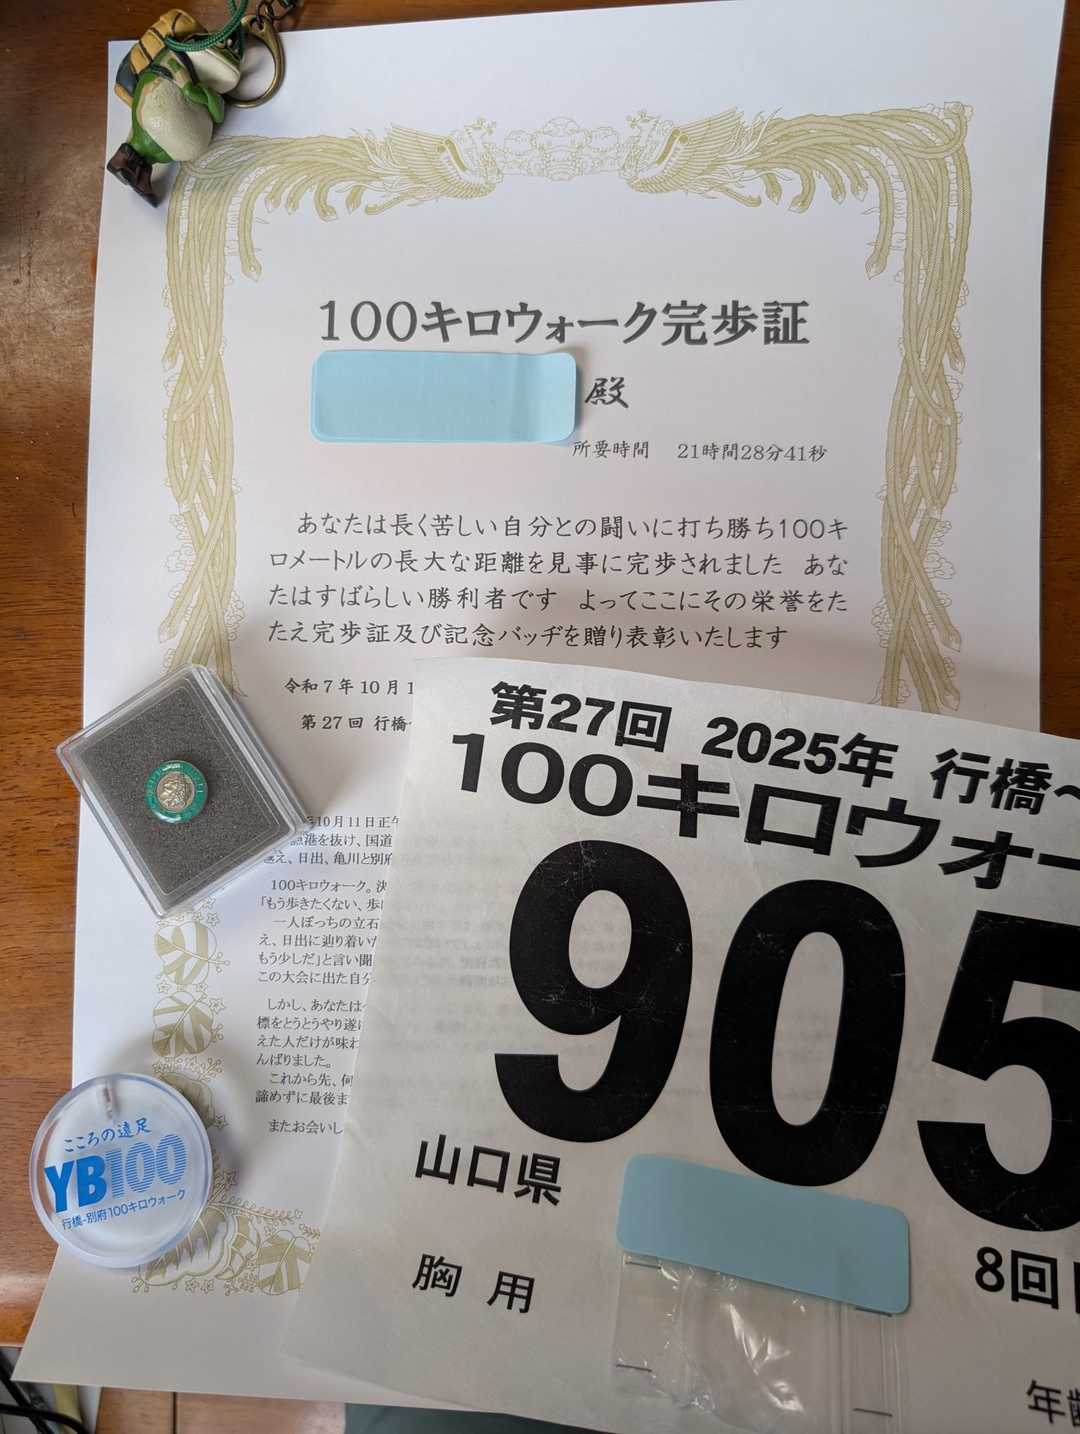 100キロウォーク完歩証
殿
所要時間 21時間28分41秒
あなたは長く苦しい自分との闘いに打ち勝ち100キ
ロメートルの長大な距離を見事に完歩されました あな
たはすばらしい勝利者です よってここにその栄誉をた
たえ完歩証及び記念バッヂを贈り表彰いたします
令和7年10月1
第27回 行橋~
年10月11日正午
漁港を抜け、国道
越え、日出、亀川と別府
100キロウォーク。決
「もう歩きたくない、歩
一人ぼっちの立石
え、日出に辿り着いた
もう少しだ」と言い聞
この大会に出た自分
しかし、あなたは
標をとうとうやり遂げ
えた人だけが味わ
んばりました。
これから先、何
諦めずに最後ま
またお会いし
こころの遠足
YB100
行橋-別府100キロウォーク
第27回 2025年 行橋~
100キロウォー
905
山口県
8回目
胸用
年齢